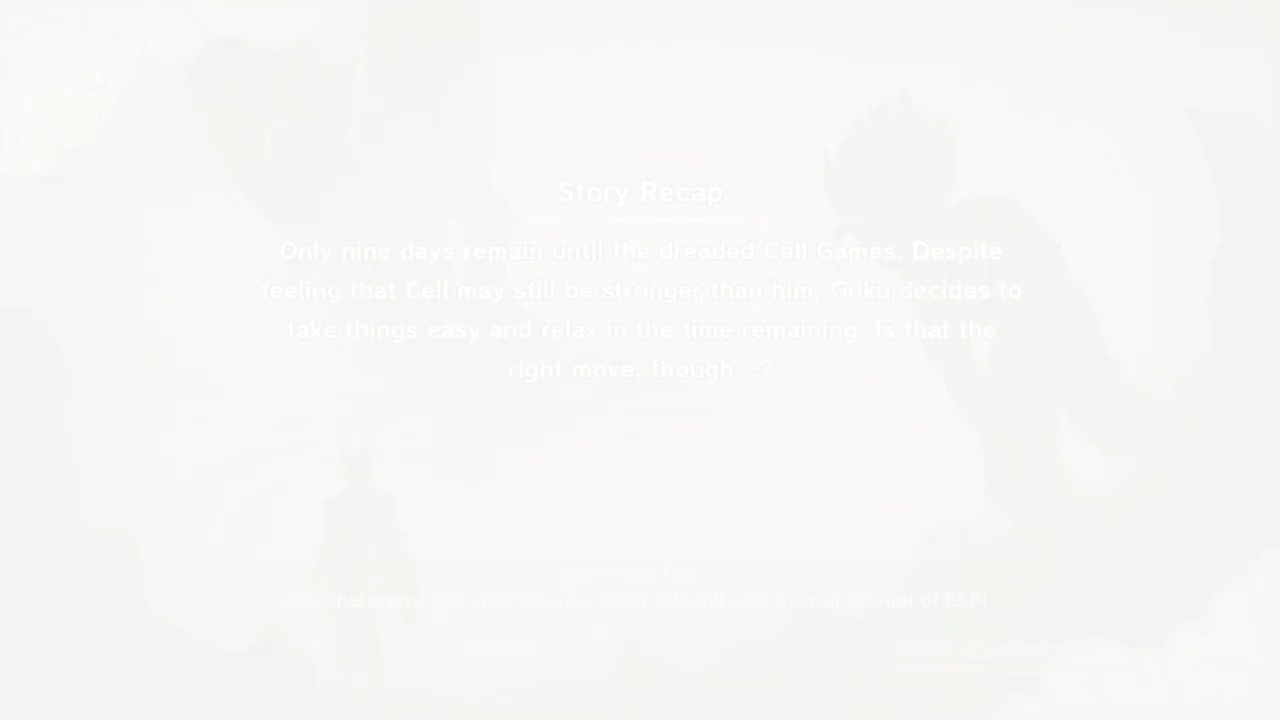 Story Recap
Only nine days remain until the dreaded Cell Games. Despite
feeling that Cell may still be stronger than him, Goku decides to
take things easy and relax in the time remaining. Is that the
right move, though...?
characters that aren't in your party will still earn a small amount of EXP!